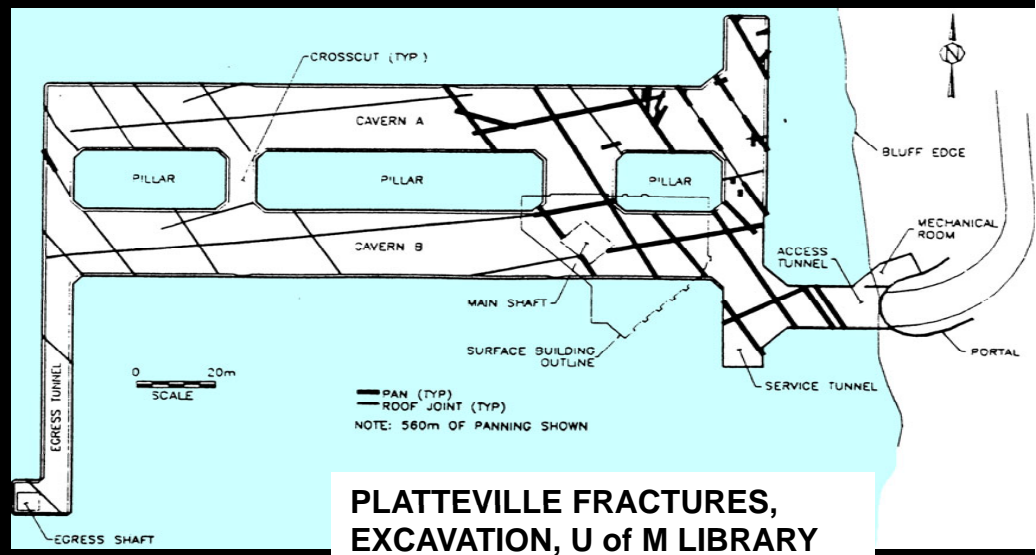 CROSSCUT (TYP.)
N
CAVERN A
BLUFF EDGE
PILLAR
PILLAR
PILLAR
MECHANICAL
ROOM
CAVERN B
ACCESS
TUNNEL
MAIN SHAFT
SURFACE BUILDING
OUTLINE
PORTAL
SERVICE TUNNEL
EGRESS TUNNEL
0 20m
SCALE
PAN (TYP)
ROOF JOINT (TYP)
NOTE: 560m OF PANNING SHOWN
EGRESS SHAFT
PLATTEVILLE FRACTURES,
EXCAVATION, U of M LIBRARY